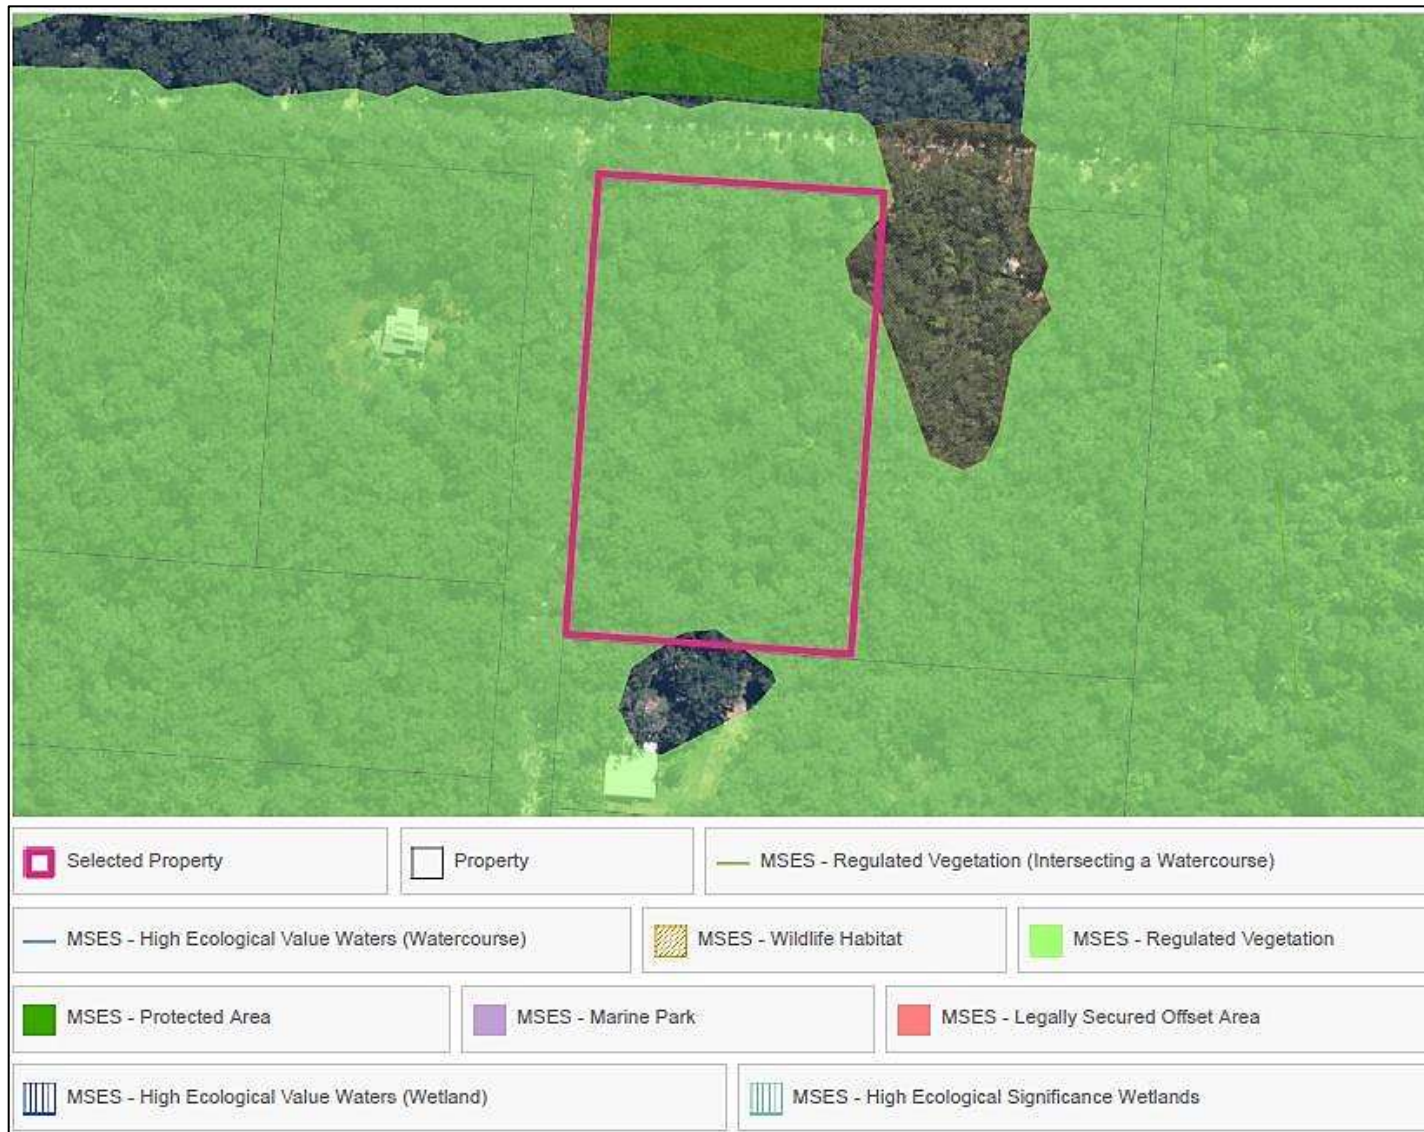 Selected Property
Property
MSES - Regulated Vegetation (Intersecting a Watercourse)
MSES - High Ecological Value Waters (Watercourse)
MSES - Wildlife Habitat
MSES - Regulated Vegetation
MSES - Protected Area
MSES - Marine Park
MSES - Legally Secured Offset Area
MSES - High Ecological Value Waters (Wetland)
MSES - High Ecological Significance Wetlands